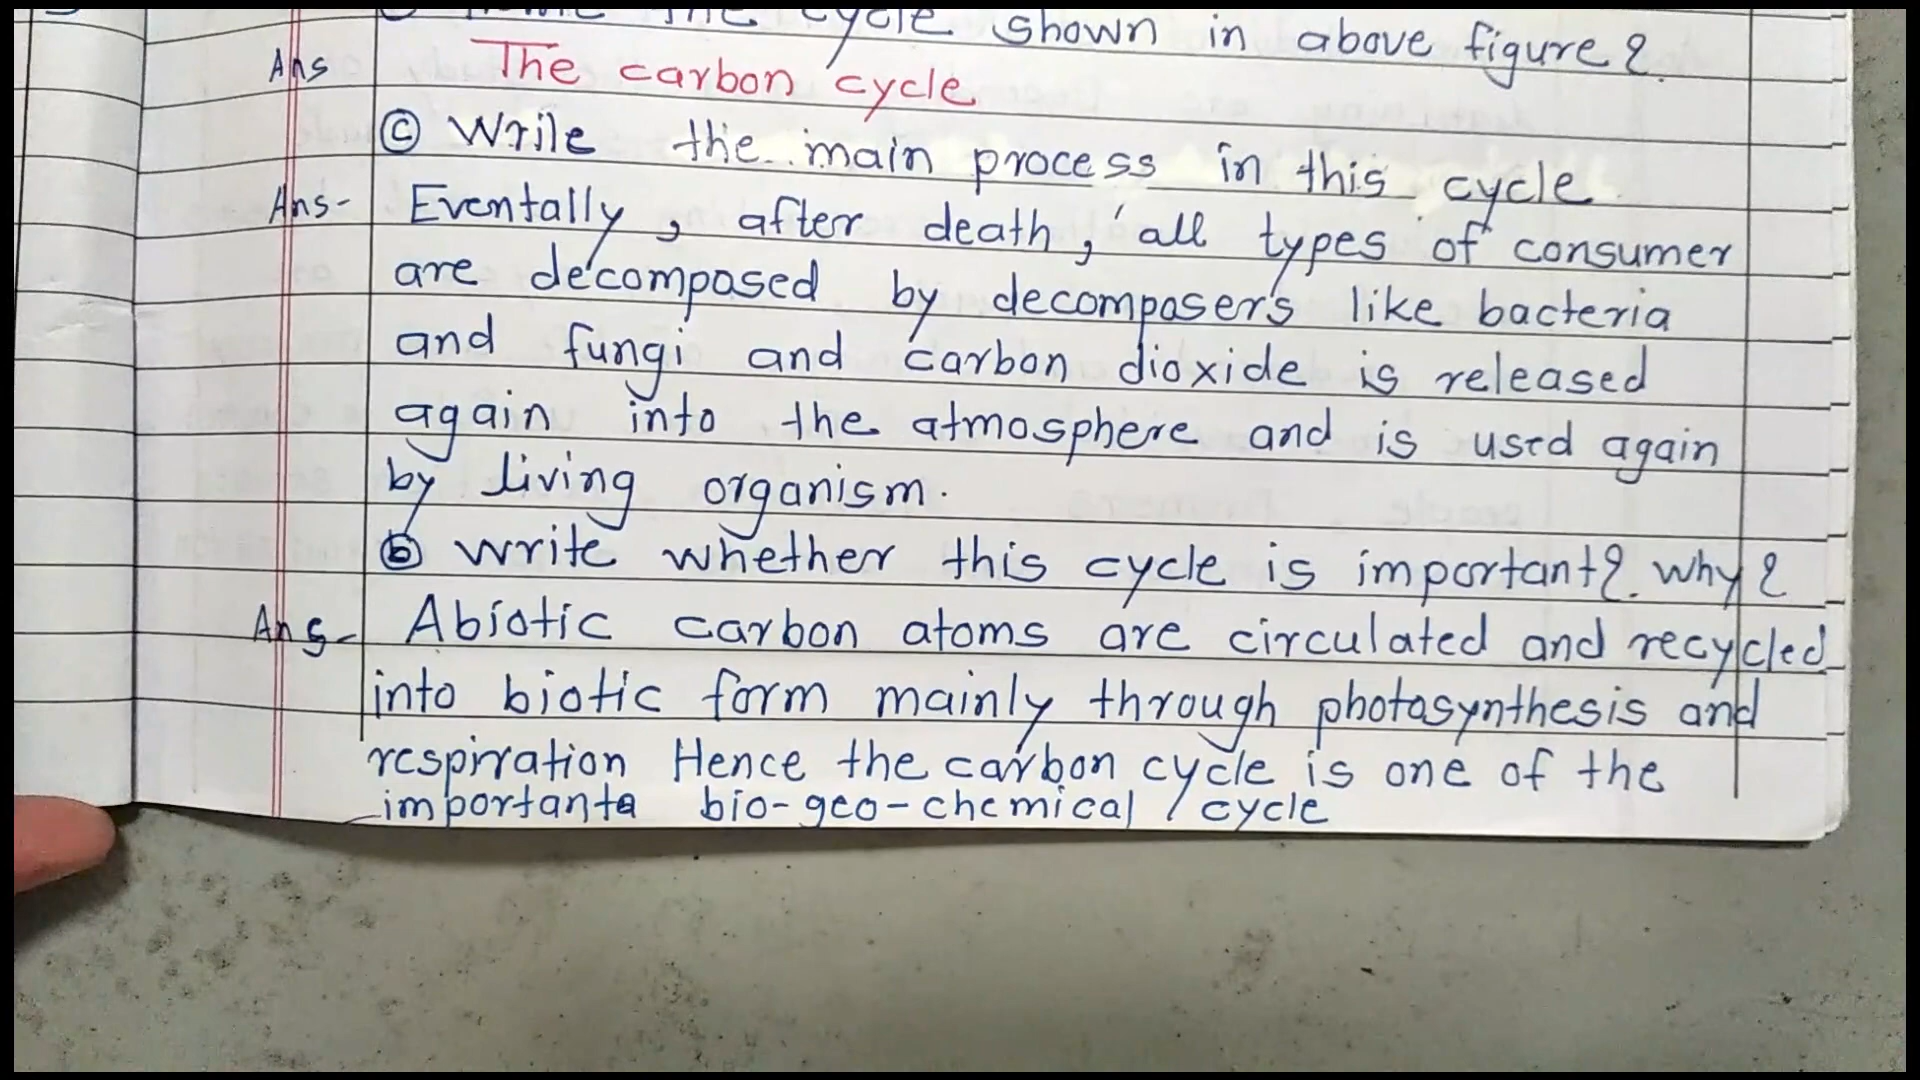 Name the cycle shown in above figure?
Ans The carbon cycle
© Write the main process in this cycle
Ans- Eventally, after death, all types of consumer
are decomposed by decomposers like bacteria
and fungi and carbon dioxide is released
again into the atmosphere and is used again
by living organism.
ⓑ write whether this cycle is important? why?
Ans- Abiotic carbon atoms are circulated and recycled
into biotic form mainly through photosynthesis and
respiration Hence the carbon cycle is one of the
important bio-geo-chemical cycle